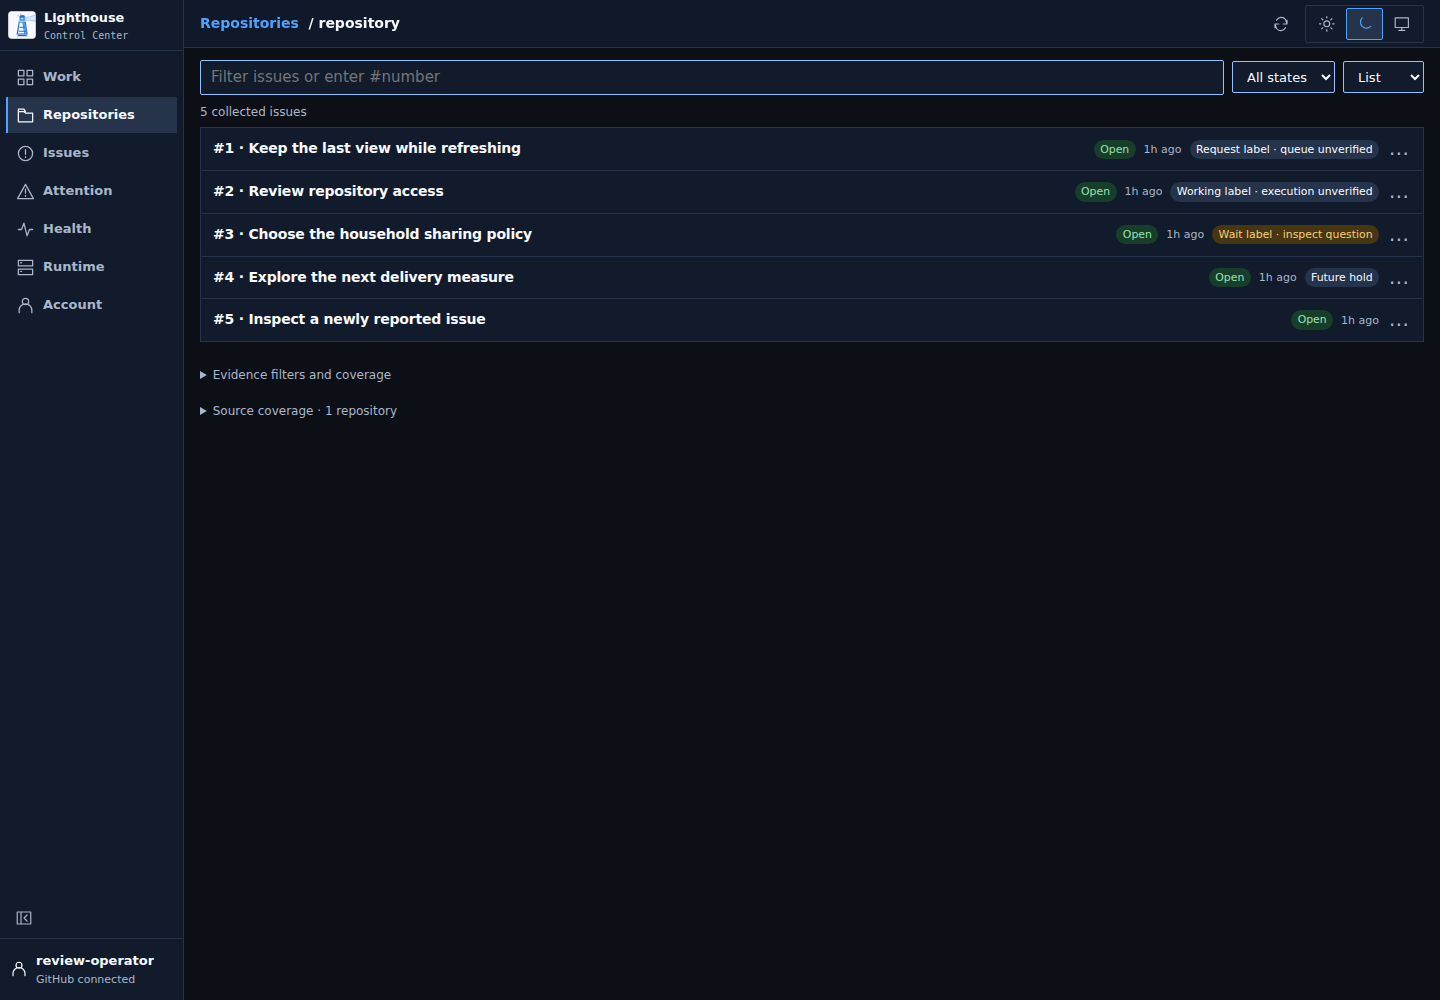 Lighthouse
Control Center
Work
Repositories
Issues
Attention
Health
Runtime
Account
review-operator
GitHub connected
Repositories / repository
Filter issues or enter #number
All states
List
5 collected issues
#1 · Keep the last view while refreshing Open 1h ago Request label · queue unverified ...
#2 · Review repository access Open 1h ago Working label · execution unverified ...
#3 · Choose the household sharing policy Open 1h ago Wait label · inspect question ...
#4 · Explore the next delivery measure Open 1h ago Future hold ...
#5 · Inspect a newly reported issue Open 1h ago ...
Evidence filters and coverage
Source coverage · 1 repository